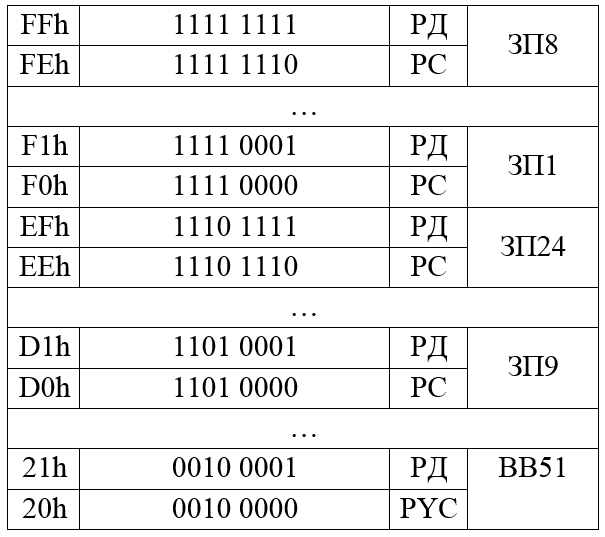 FFh 1111 1111 РД ЗП8
FEh 1111 1110 РС
…
F1h 1111 0001 РД ЗП1
F0h 1111 0000 РС
EFh 1110 1111 РД ЗП24
EEh 1110 1110 РС
…
D1h 1101 0001 РД ЗП9
D0h 1101 0000 РС
…
21h 0010 0001 РД ВВ51
20h 0010 0000 РУС